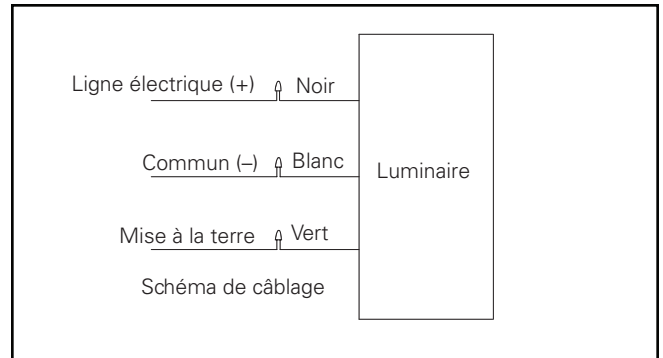 Ligne électrique (+) Noir
Commun (–) Blanc
Luminaire
Mise à la terre Vert
Schéma de câblage